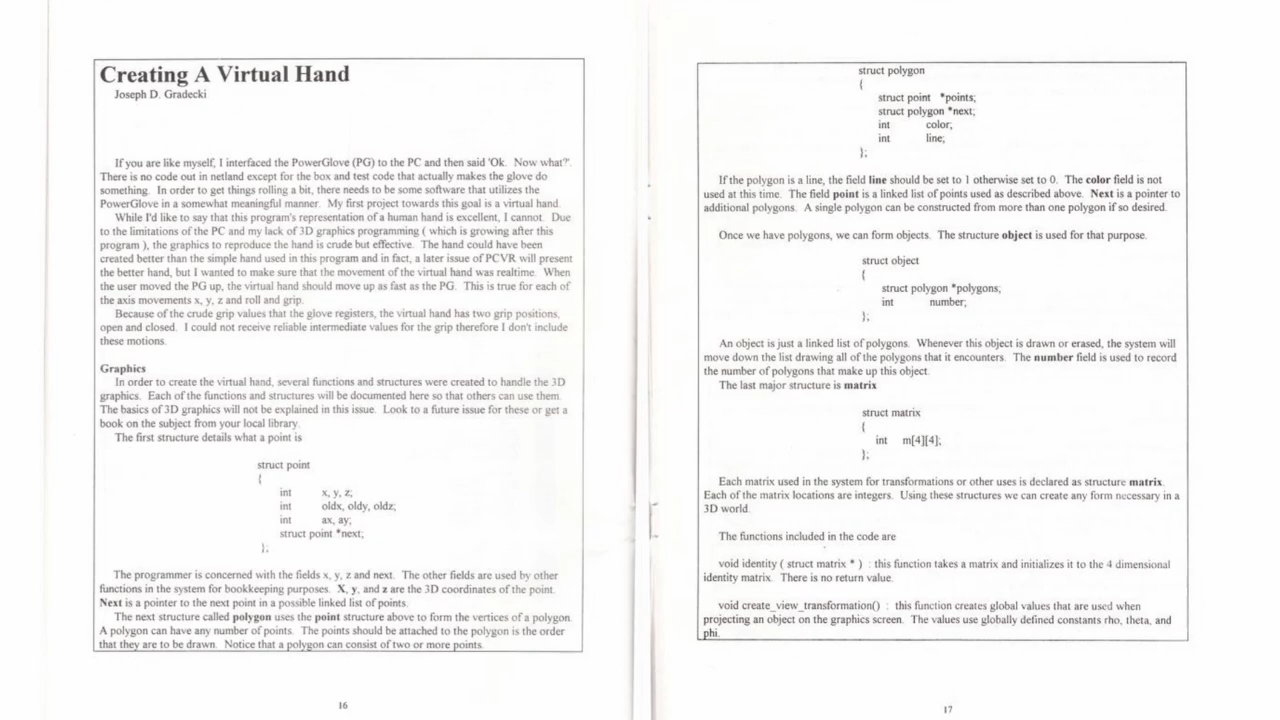 Creating A Virtual Hand
Joseph D. Gradecki
If you are like myself, I interfaced the PowerGlove (PG) to the PC and then said 'Ok. Now what?'.
There is no code out in netland except for the box and test code that actually makes the glove do
something. In order to get things rolling a bit, there needs to be some software that utilizes the
PowerGlove in a somewhat meaningful manner. My first project towards this goal is a virtual hand.
While I'd like to say that this program's representation of a human hand is excellent, I cannot. Due
to the limitations of the PC and my lack of 3D graphics programming ( which is growing after this
program ), the graphics to reproduce the hand is crude but effective. The hand could have been
created better than the simple hand used in this program and in fact, a later issue of PCVR will present
the better hand, but I wanted to make sure that the movement of the virtual hand was realtime. When
the user moved the PG up, the virtual hand should move up as fast as the PG. This is true for each of
the axis movements x, y, z and roll and grip.
Because of the crude grip values that the glove registers, the virtual hand has two grip positions,
open and closed. I could not receive reliable intermediate values for the grip therefore I don't include
these motions.
Graphics
In order to create the virtual hand, several functions and structures were created to handle the 3D
graphics. Each of the functions and structures will be documented here so that others can use them.
The basics of 3D graphics will not be explained in this issue. Look to a future issue for these or get a
book on the subject from your local library.
The first structure details what a point is
struct point
{
int x, y, z;
int oldx, oldy, oldz;
int ax, ay;
struct point *next;
};
The programmer is concerned with the fields x, y, z and next. The other fields are used by other
functions in the system for bookkeeping purposes. X, y, and z are the 3D coordinates of the point.
Next is a pointer to the next point in a possible linked list of points.
The next structure called polygon uses the point structure above to form the vertices of a polygon.
A polygon can have any number of points. The points should be attached to the polygon is the order
that they are to be drawn. Notice that a polygon can consist of two or more points.
16
struct polygon
{
struct point *points;
struct polygon *next;
int color;
int line;
};
If the polygon is a line, the field line should be set to 1 otherwise set to 0. The color field is not
used at this time. The field point is a linked list of points used as described above. Next is a pointer to
additional polygons. A single polygon can be constructed from more than one polygon if so desired.
Once we have polygons, we can form objects. The structure object is used for that purpose.
struct object
{
struct polygon *polygons;
int number;
};
An object is just a linked list of polygons. Whenever this object is drawn or erased, the system will
move down the list drawing all of the polygons that it encounters. The number field is used to record
the number of polygons that make up this object.
The last major structure is matrix
struct matrix
{
int m[4][4];
};
Each matrix used in the system for transformations or other uses is declared as structure matrix.
Each of the matrix locations are integers. Using these structures we can create any form necessary in a
3D world.
The functions included in the code are
void identity ( struct matrix * ) : this function takes a matrix and initializes it to the 4 dimensional
identity matrix. There is no return value.
void create_view_transformation() : this function creates global values that are used when
projecting an object on the graphics screen. The values use globally defined constants rho, theta, and
phi.
17